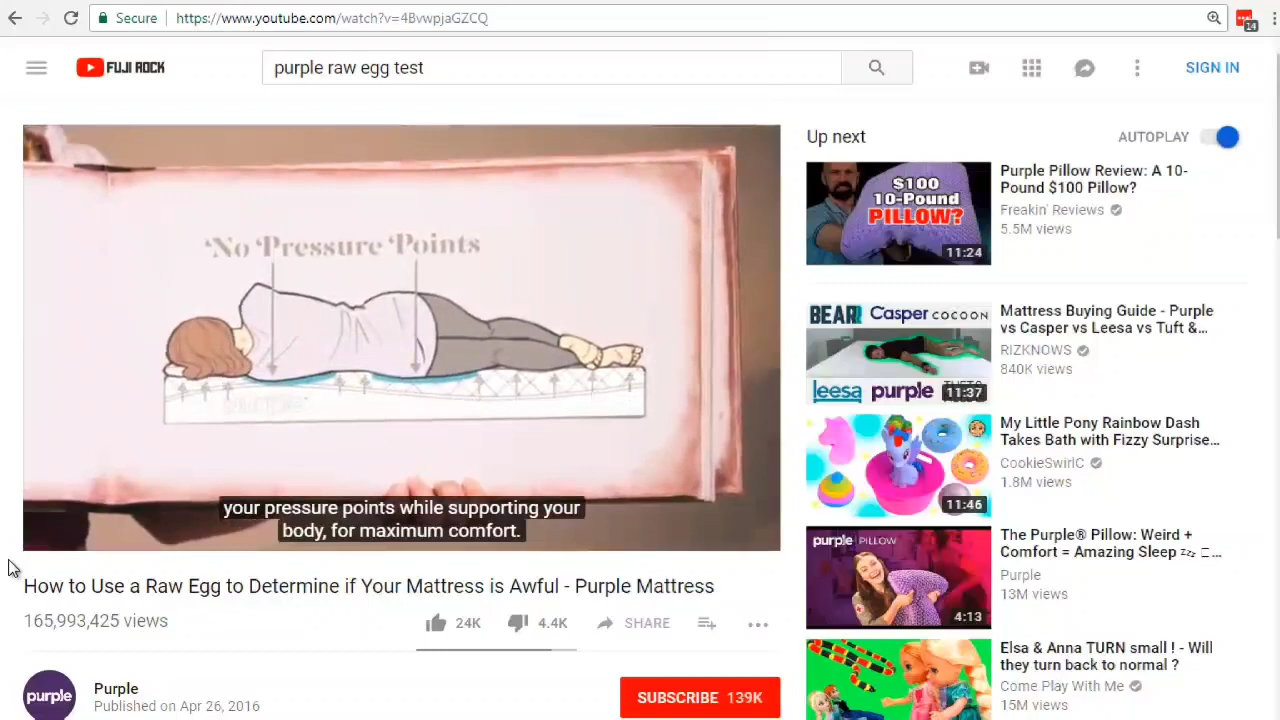 Secure
https://www.youtube.com/watch?v=4BvwpjaGZCQ
14
FUJI ROCK
purple raw egg test
SIGN IN
No Pressure Points
your pressure points while supporting your
body, for maximum comfort.
How to Use a Raw Egg to Determine if Your Mattress is Awful - Purple Mattress
165,993,425 views
24K
4.4K
SHARE
Purple
Published on Apr 26, 2016
purple
SUBSCRIBE 139K
Up next
AUTOPLAY
$100
10-Pound
PILLOW?
11:24
Purple Pillow Review: A 10-
Pound $100 Pillow?
Freakin' Reviews
5.5M views
BEAR Casper COCOON
leesa purple
11:37
Mattress Buying Guide - Purple
vs Casper vs Leesa vs Tuft &...
RIZKNOWS
840K views
11:46
My Little Pony Rainbow Dash
Takes Bath with Fizzy Surprise...
CookieSwirlC
1.8M views
purple PILLOW
4:13
The Purple® Pillow: Weird +
Comfort = Amazing Sleep
Purple
13M views
Elsa & Anna TURN small ! - Will
they turn back to normal ?
Come Play With Me
15M views